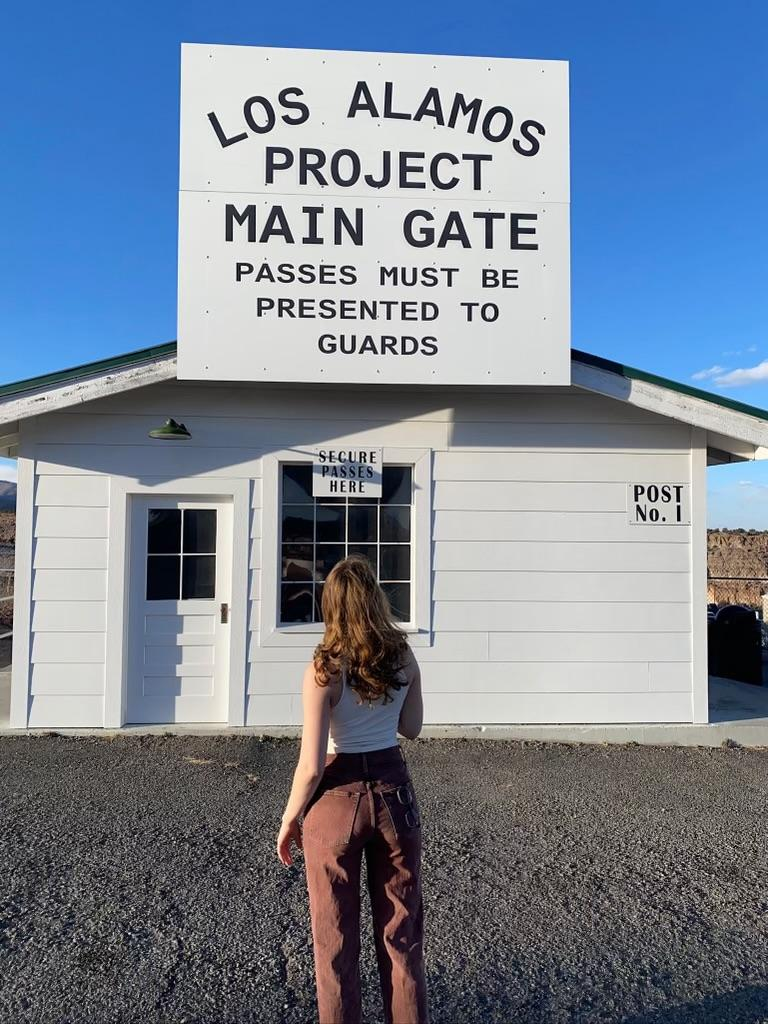 LOS ALAMOS
PROJECT
MAIN GATE
PASSES MUST BE
PRESENTED TO
GUARDS
SECURE
PASSES
HERE
POST
No. 1